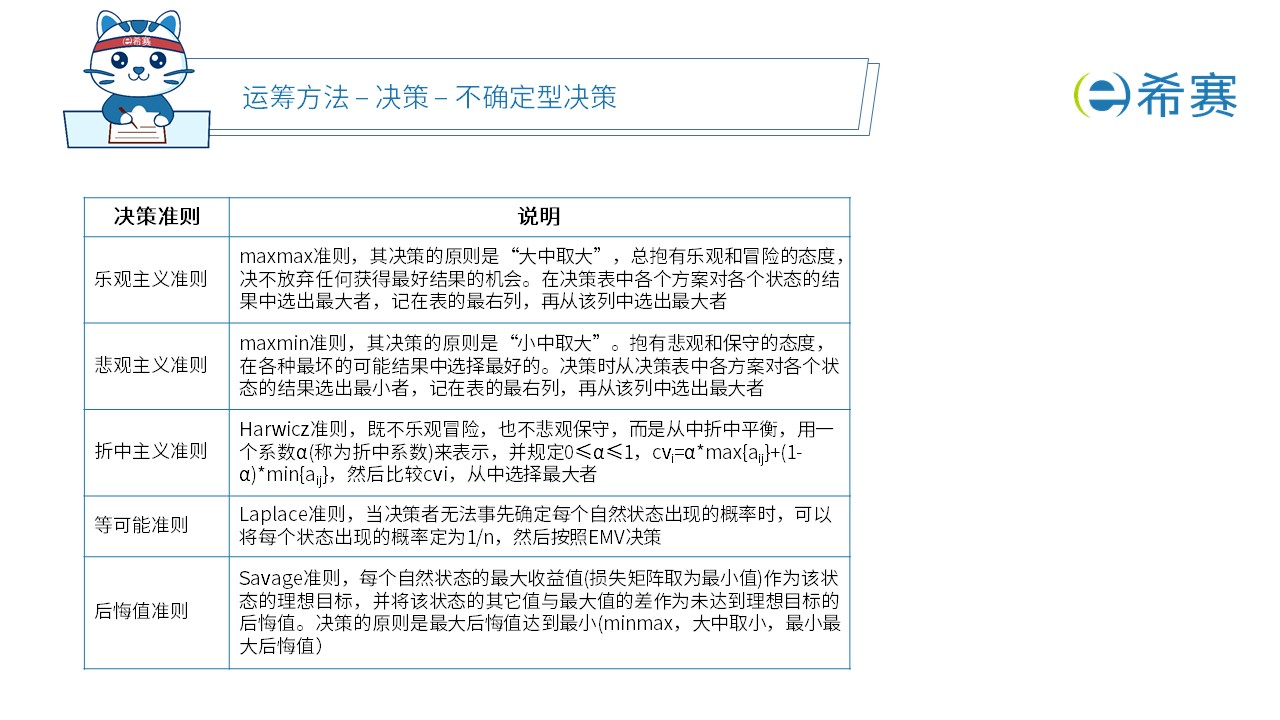 希赛
运筹方法 – 决策 – 不确定型决策
希赛
决策准则
说明
乐观主义准则
maxmax准则，其决策的原则是“大中取大”，总抱有乐观和冒险的态度，
决不放弃任何获得最好结果的机会。在决策表中各个方案对各个状态的结
果中选出最大者，记在表的最右列，再从该列中选出最大者
悲观主义准则
maxmin准则，其决策的原则是“小中取大”。抱有悲观和保守的态度，
在各种最坏的可能结果中选择最好的。决策时从决策表中各方案对各个状
态的结果选出最小者，记在表的最右列，再从该列中选出最大者
折中主义准则
Harwicz准则，既不乐观冒险，也不悲观保守，而是从中折中平衡，用一
个系数α(称为折中系数)来表示，并规定0≤α≤1，cvi=α*max{aij}+(1-
α)*min{aij}，然后比较cvi，从中选择最大者
等可能准则
Laplace准则，当决策者无法事先确定每个自然状态出现的概率时，可以
将每个状态出现的概率定为1/n，然后按照EMV决策
后悔值准则
Savage准则，每个自然状态的最大收益值(损失矩阵取为最小值)作为该状
态的理想目标，并将该状态的其它值与最大值的差作为未达到理想目标的
后悔值。决策的原则是最大后悔值达到最小(minmax，大中取小，最小最
大后悔值）